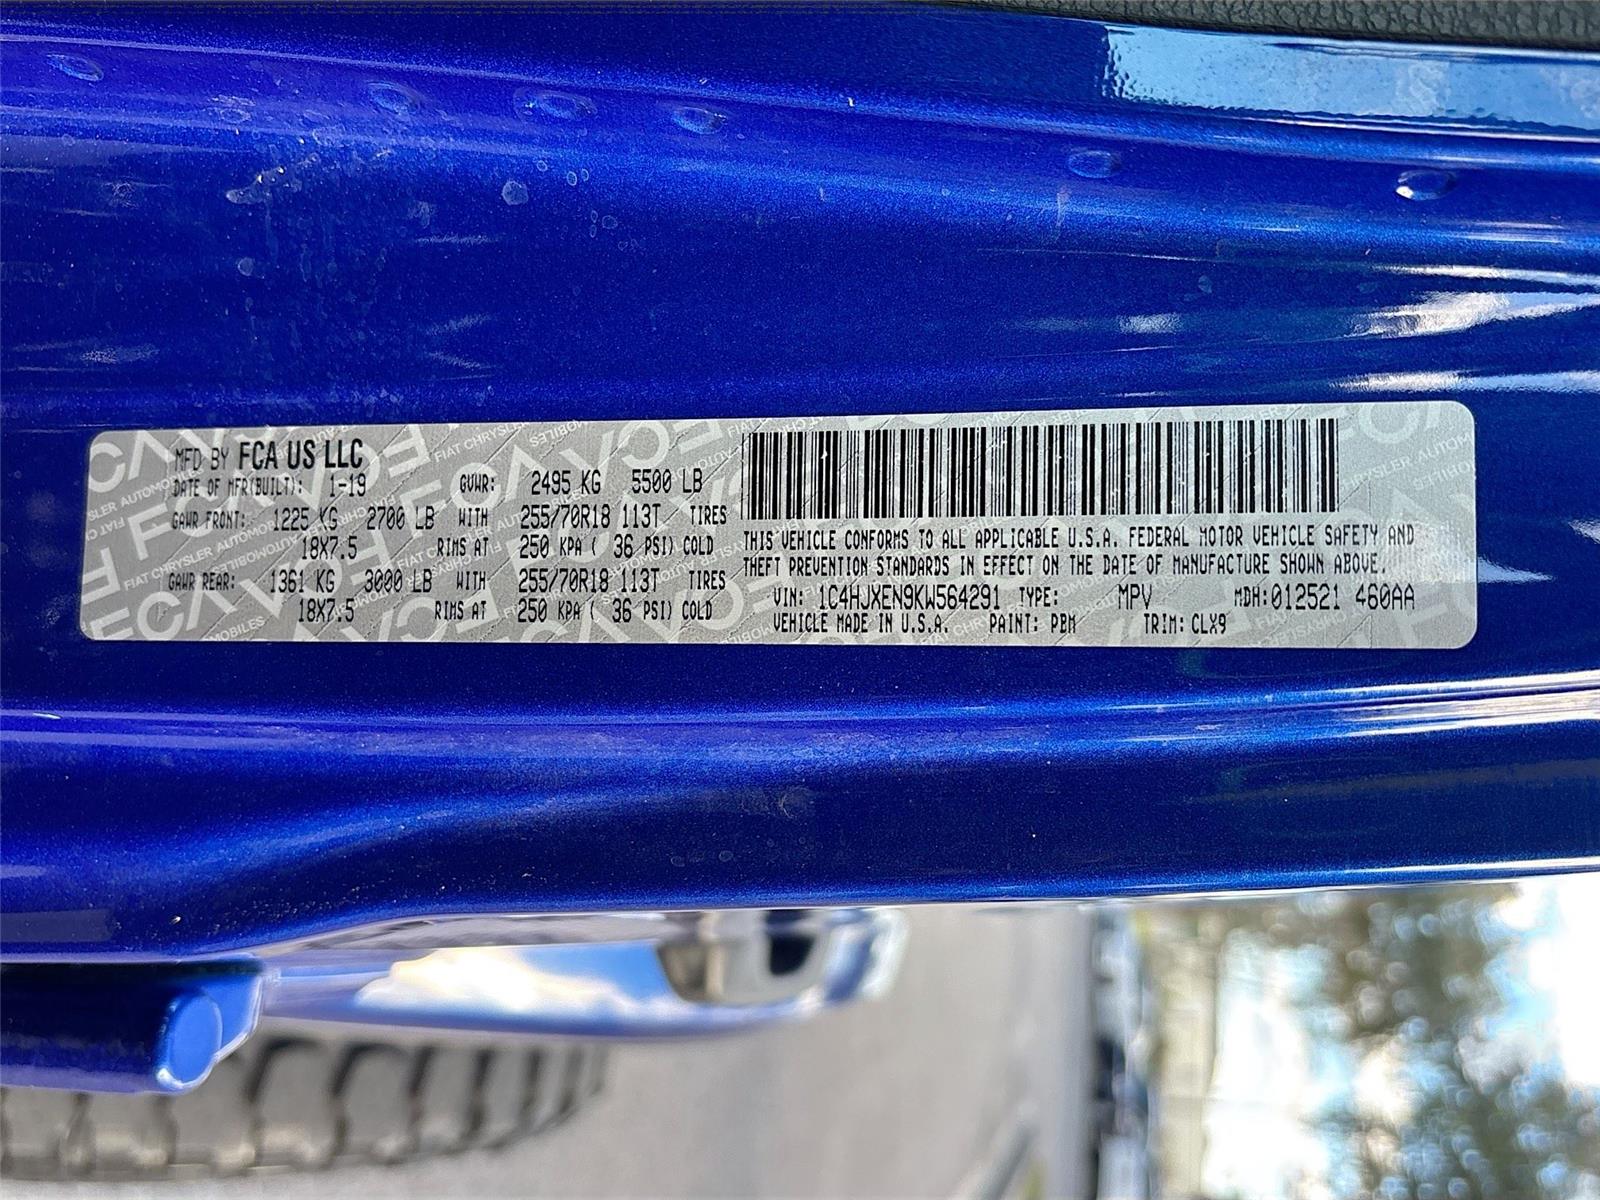 MFD BY FCA US LLC
DATE OF MFR(BUILT): 1-19 GVWR: 2495 KG 5500 LB
GAWR FRONT: 1225 KG 2700 LB WITH 255/70R18 113T TIRES
18X7.5 RIMS AT 250 KPA ( 36 PSI) COLD
GAWR REAR: 1361 KG 3000 LB WITH 255/70R18 113T TIRES
18X7.5 RIMS AT 250 KPA ( 36 PSI) COLD
THIS VEHICLE CONFORMS TO ALL APPLICABLE U.S.A. FEDERAL MOTOR VEHICLE SAFETY AND
THEFT PREVENTION STANDARDS IN EFFECT ON THE DATE OF MANUFACTURE SHOWN ABOVE.
VIN: 1C4HJXEN9KW564291 TYPE: MPV MDH: 012521 460AA
VEHICLE MADE IN U.S.A. PAINT: PBM TRIM: CLX9